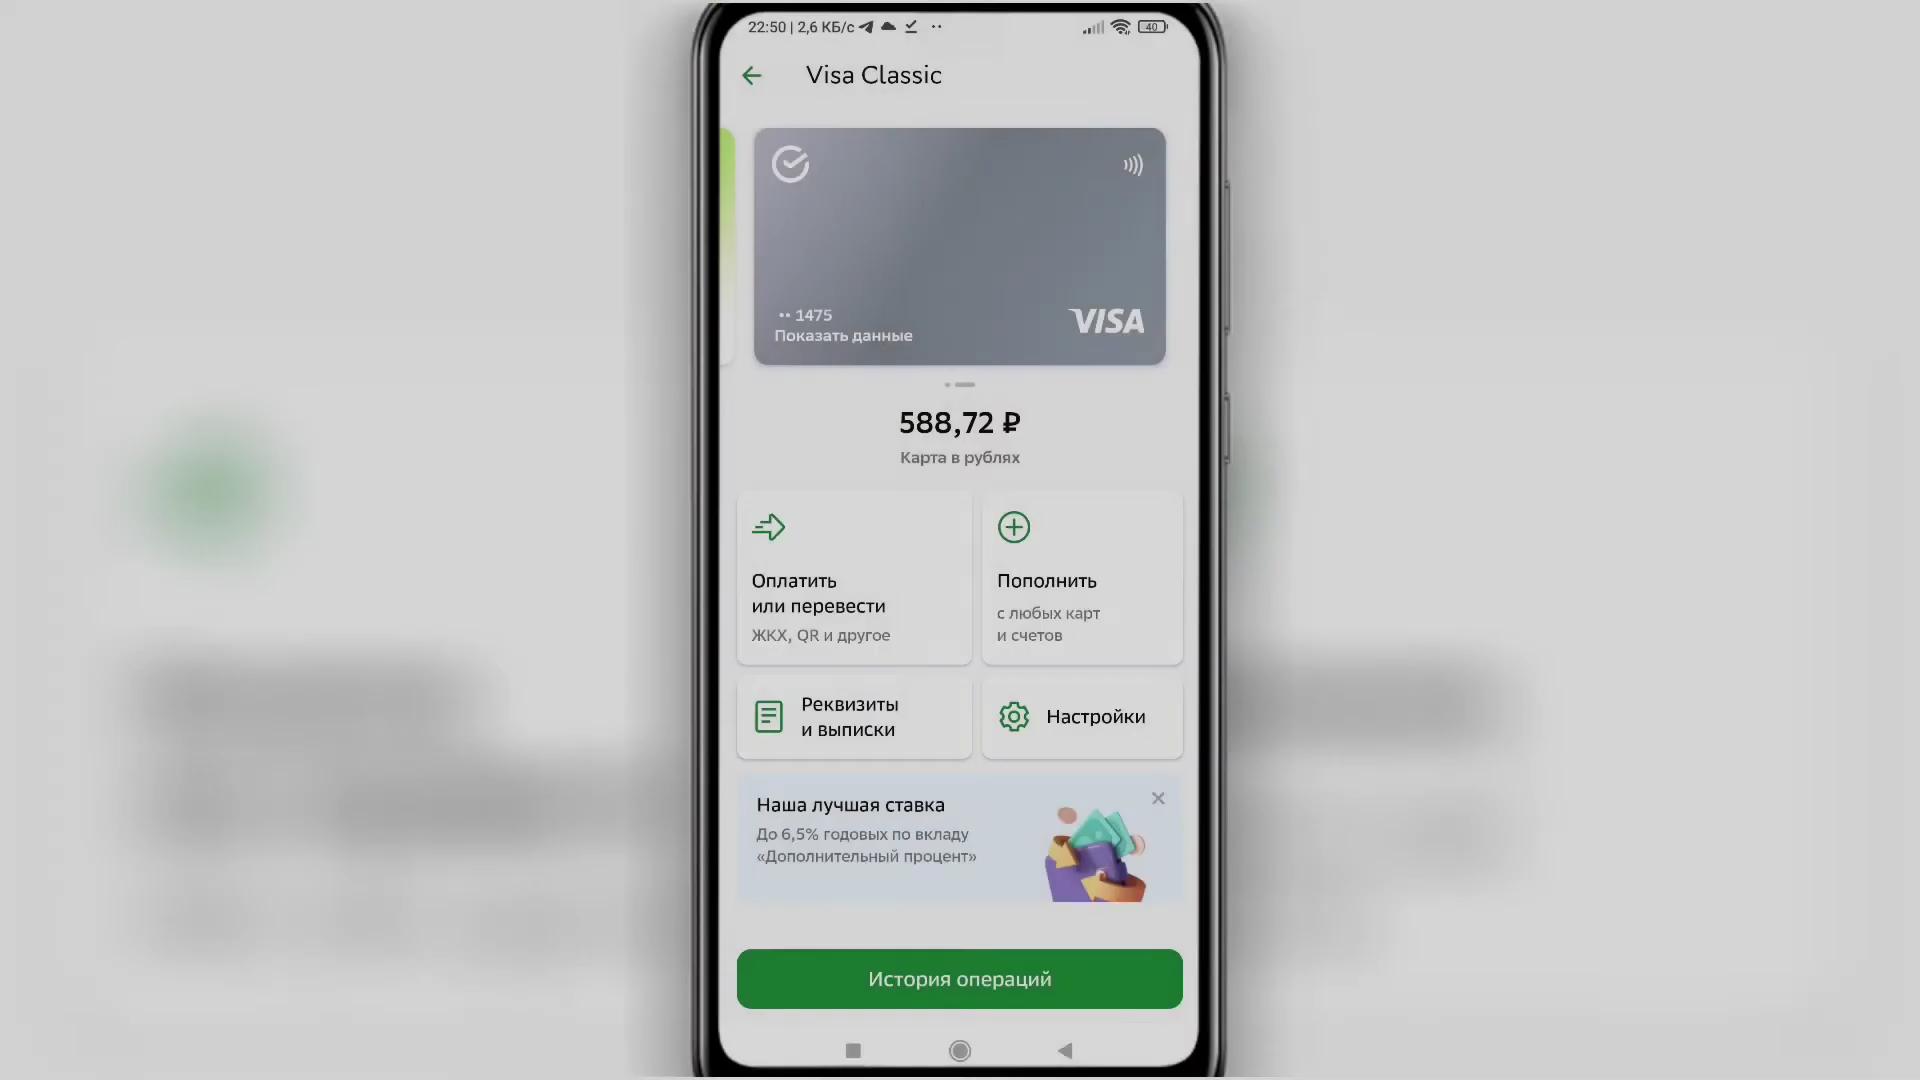 22:50 | 2,6 КБ/с
40
Visa Classic
•• 1475
Показать данные
VISA
588,72 ₽
Карта в рублях
Оплатить
или перевести
ЖКХ, QR и другое
Пополнить
с любых карт
и счетов
Реквизиты
и выписки
Настройки
Наша лучшая ставка
До 6,5% годовых по вкладу
«Дополнительный процент»
История операций